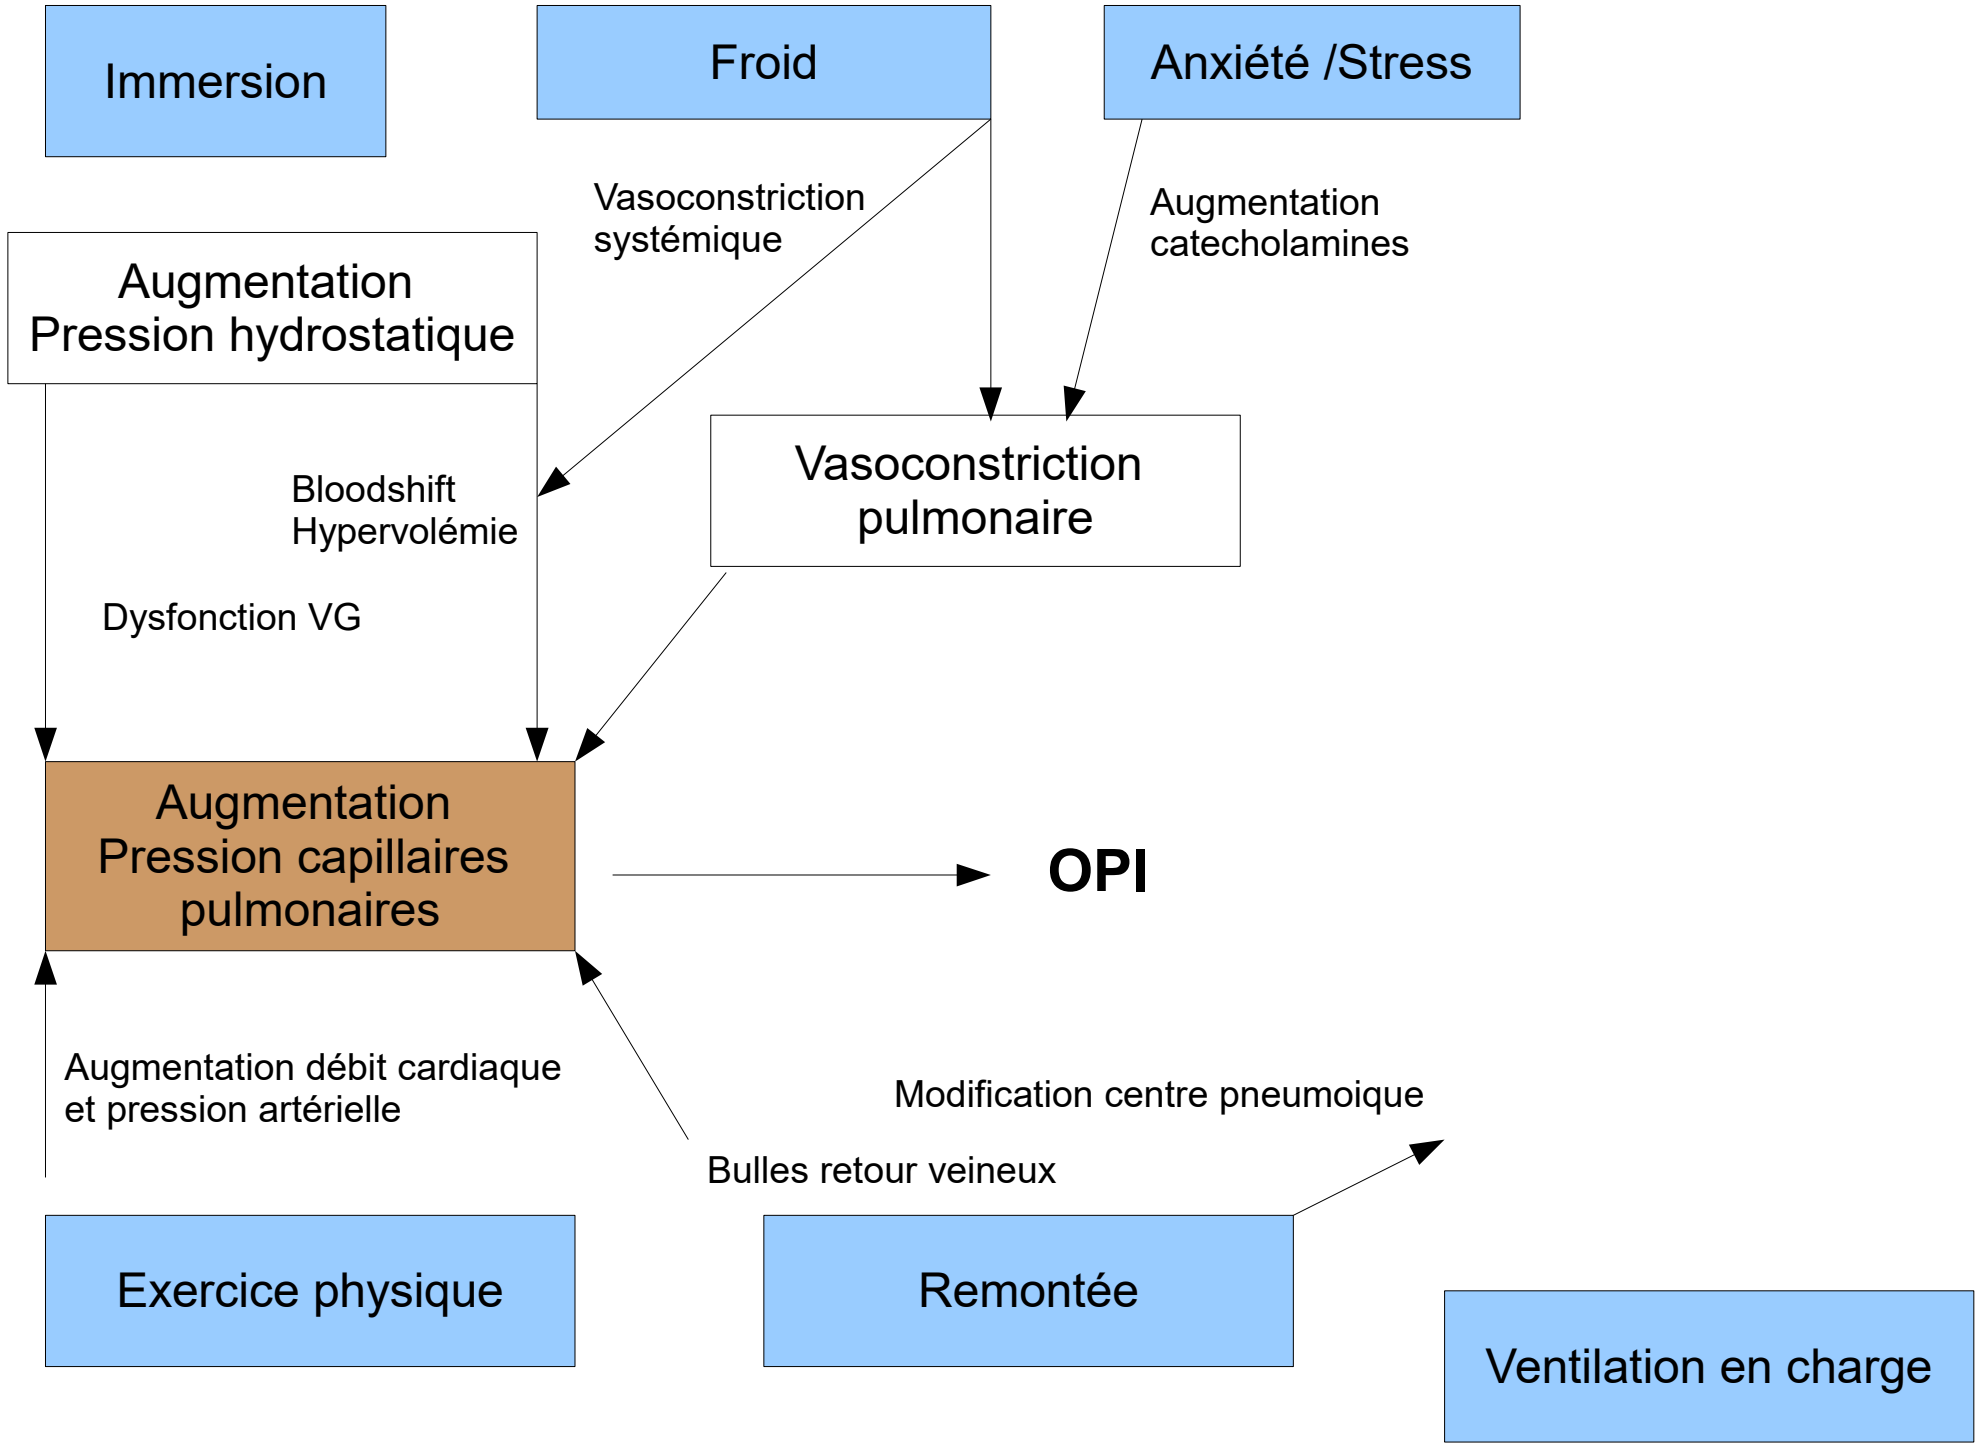 Immersion
Froid
Anxiété /Stress
Vasoconstriction
systémique
Augmentation
catecholamines
Augmentation
Pression hydrostatique
Vasoconstriction
pulmonaire
Bloodshift
Hypervolémie
Dysfonction VG
Augmentation
Pression capillaires
pulmonaires
OPI
Augmentation débit cardiaque
et pression artérielle
Modification centre pneumoique
Bulles retour veineux
Exercice physique
Remontée
Ventilation en charge